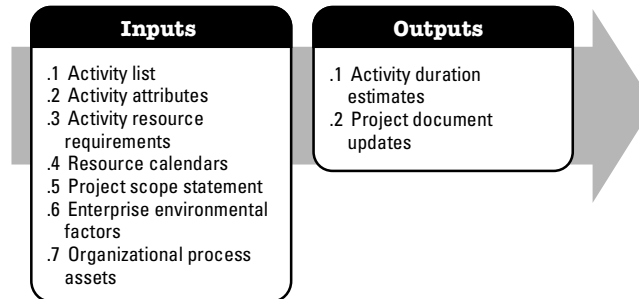 Inputs
.1 Activity list
.2 Activity attributes
.3 Activity resource
requirements
.4 Resource calendars
.5 Project scope statement
.6 Enterprise environmental
factors
.7 Organizational process
assets
Outputs
.1 Activity duration
estimates
.2 Project document
updates